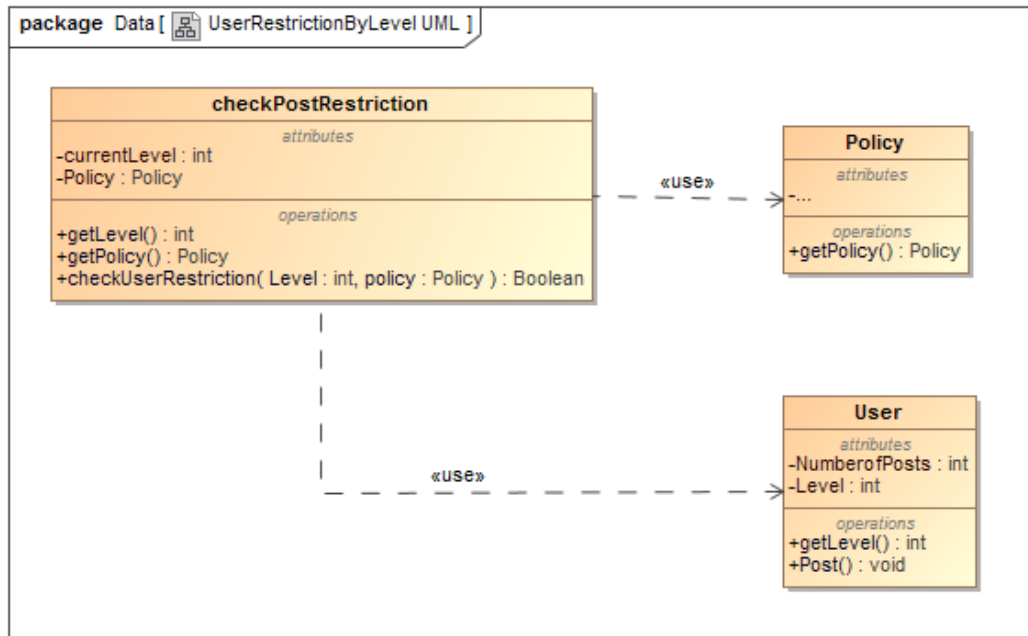 package Data [ UserRestrictionByLevel UML ]
checkPostRestriction
attributes
-currentLevel : int
-Policy : Policy
operations
+getLevel() : int
+getPolicy() : Policy
+checkUserRestriction( Level : int, policy : Policy ) : Boolean
«use»
Policy
attributes
-...
operations
+getPolicy() : Policy
«use»
User
attributes
-NumberofPosts : int
-Level : int
operations
+getLevel() : int
+Post() : void